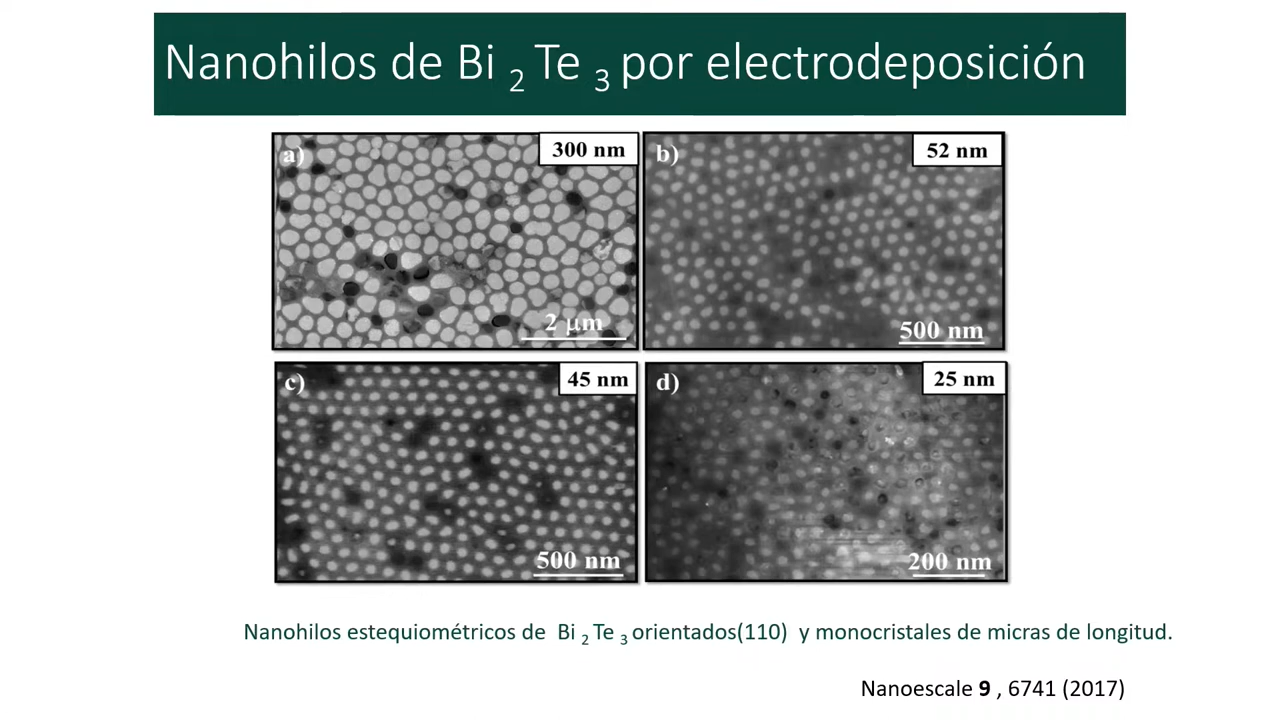 Nanohilos de Bi 2 Te 3 por electrodeposición
a) 300 nm
2 μm
b) 52 nm
500 nm
c) 45 nm
500 nm
d) 25 nm
200 nm
Nanohilos estequiométricos de Bi 2 Te 3 orientados(110) y monocristales de micras de longitud.
Nanoescale 9 , 6741 (2017)